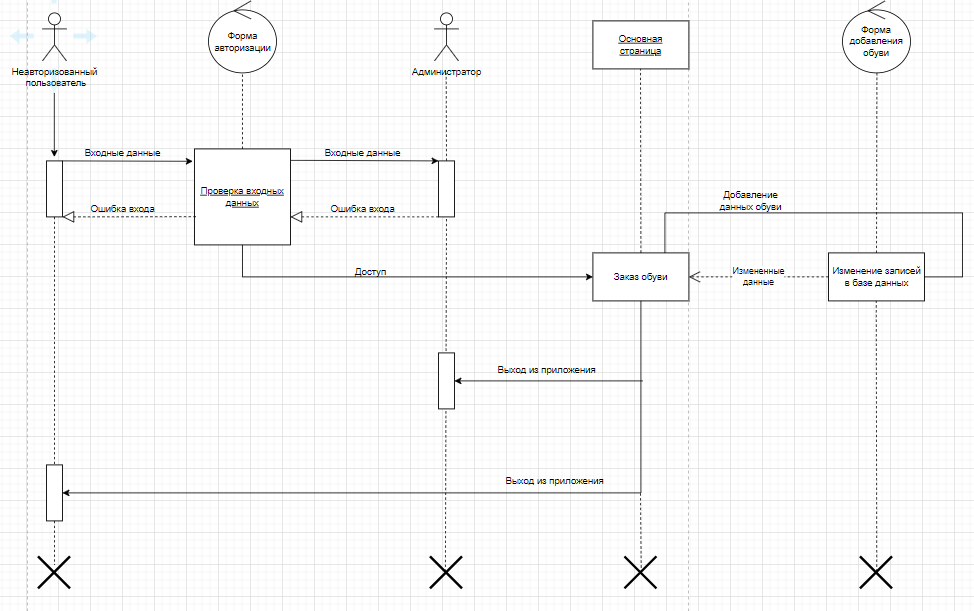 Неавторизованный
пользователь
Форма
авторизации
Администратор
Основная
страница
Форма
добавления
обуви
Входные данные
Входные данные
Проверка входных
данных
Ошибка входа
Ошибка входа
Добавление
данных обуви
Доступ
Заказ обуви
Измененные
данные
Изменение записей
в базе данных
Выход из приложения
Выход из приложения